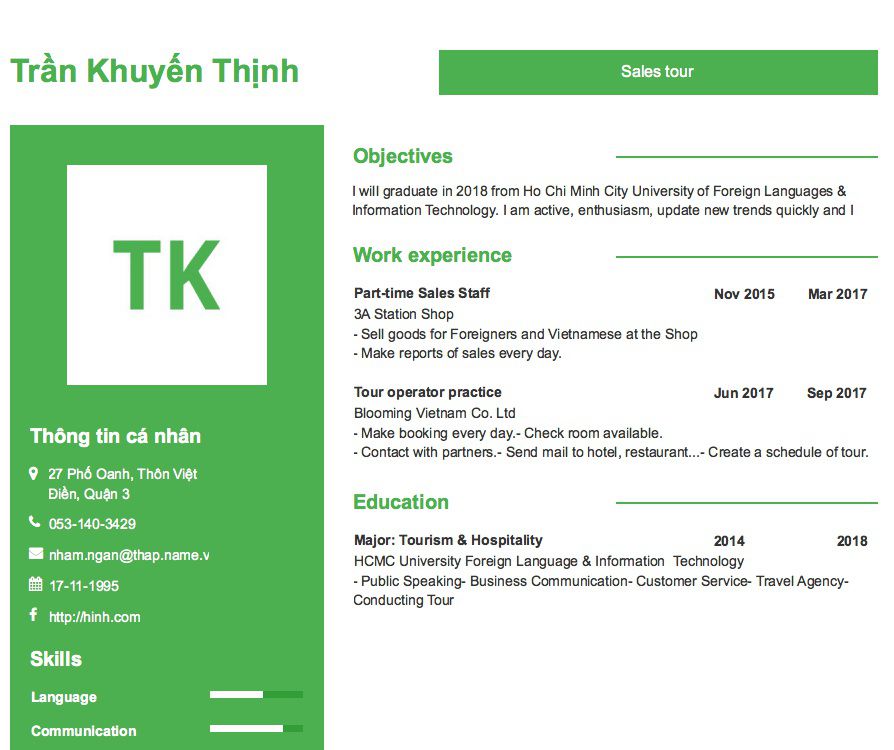 Trần Khuyến Thịnh
Sales tour
TK
Thông tin cá nhân
27 Phố Oanh, Thôn Việt
Điền, Quận 3
053-140-3429
nham.ngan@thap.name.v
17-11-1995
http://hinh.com
Skills
Language
Communication
Objectives
I will graduate in 2018 from Ho Chi Minh City University of Foreign Languages &
Information Technology. I am active, enthusiasm, update new trends quickly and I
Work experience
Part-time Sales Staff Nov 2015 Mar 2017
3A Station Shop
- Sell goods for Foreigners and Vietnamese at the Shop
- Make reports of sales every day.
Tour operator practice Jun 2017 Sep 2017
Blooming Vietnam Co. Ltd
- Make booking every day.- Check room available.
- Contact with partners.- Send mail to hotel, restaurant...- Create a schedule of tour.
Education
Major: Tourism & Hospitality 2014 2018
HCMC University Foreign Language & Information Technology
- Public Speaking- Business Communication- Customer Service- Travel Agency-
Conducting Tour